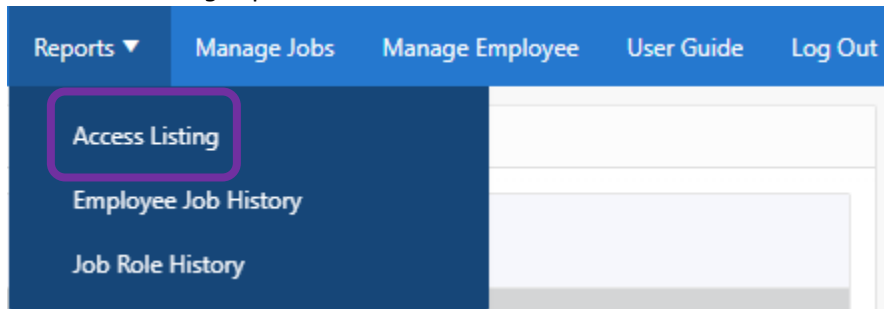 Reports ▼ Manage Jobs Manage Employee User Guide Log Out
Access Listing
Employee Job History
Job Role History